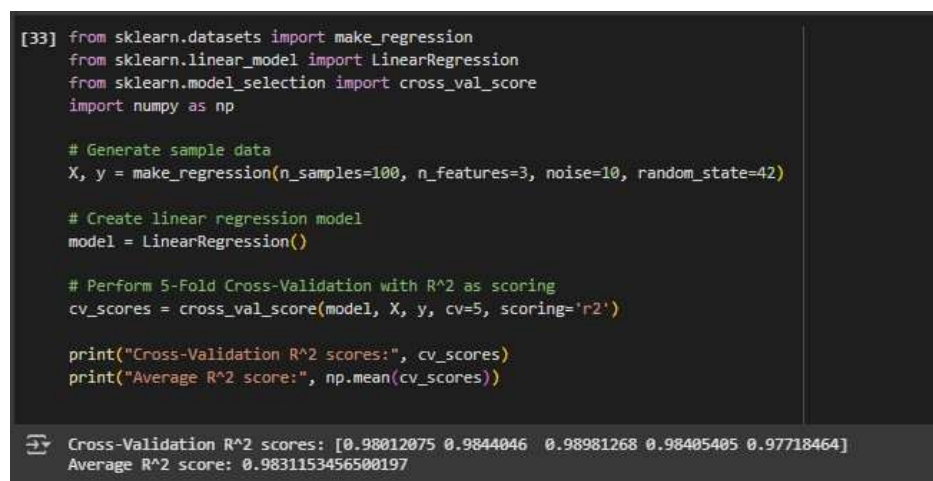 [33] from sklearn.datasets import make_regression
from sklearn.linear_model import LinearRegression
from sklearn.model_selection import cross_val_score
import numpy as np
# Generate sample data
X, y = make_regression(n_samples=100, n_features=3, noise=10, random_state=42)
# Create linear regression model
model = LinearRegression()
# Perform 5-Fold Cross-Validation with R^2 as scoring
cv_scores = cross_val_score(model, X, y, cv=5, scoring='r2')
print("Cross-Validation R^2 scores:", cv_scores)
print("Average R^2 score:", np.mean(cv_scores))
Cross-Validation R^2 scores: [0.98012075 0.9844046  0.98981268 0.98405405 0.97718464]
Average R^2 score: 0.9831153456500197